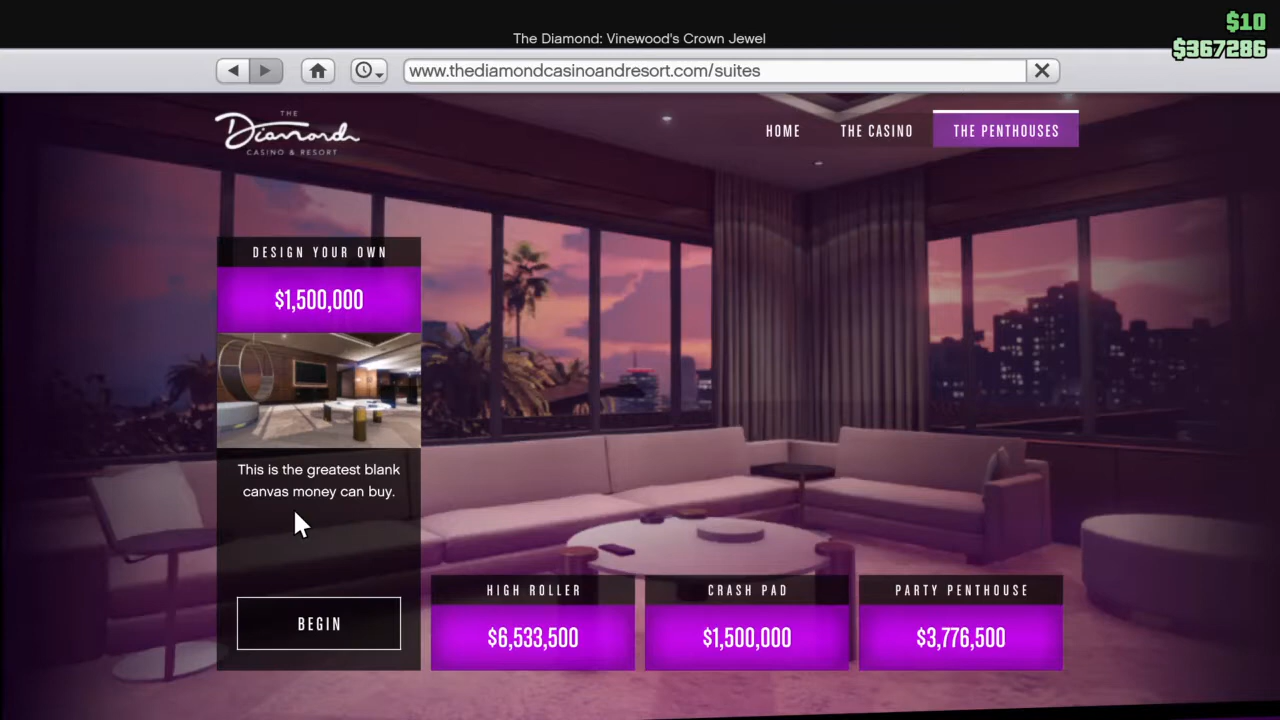 $10
$367286
The Diamond: Vinewood's Crown Jewel
www.thediamondcasinoandresort.com/suites
THE
Diamond
CASINO & RESORT
HOME
THE CASINO
THE PENTHOUSES
DESIGN YOUR OWN
$1,500,000
This is the greatest blank
canvas money can buy.
BEGIN
HIGH ROLLER
$6,533,500
CRASH PAD
$1,500,000
PARTY PENTHOUSE
$3,776,500